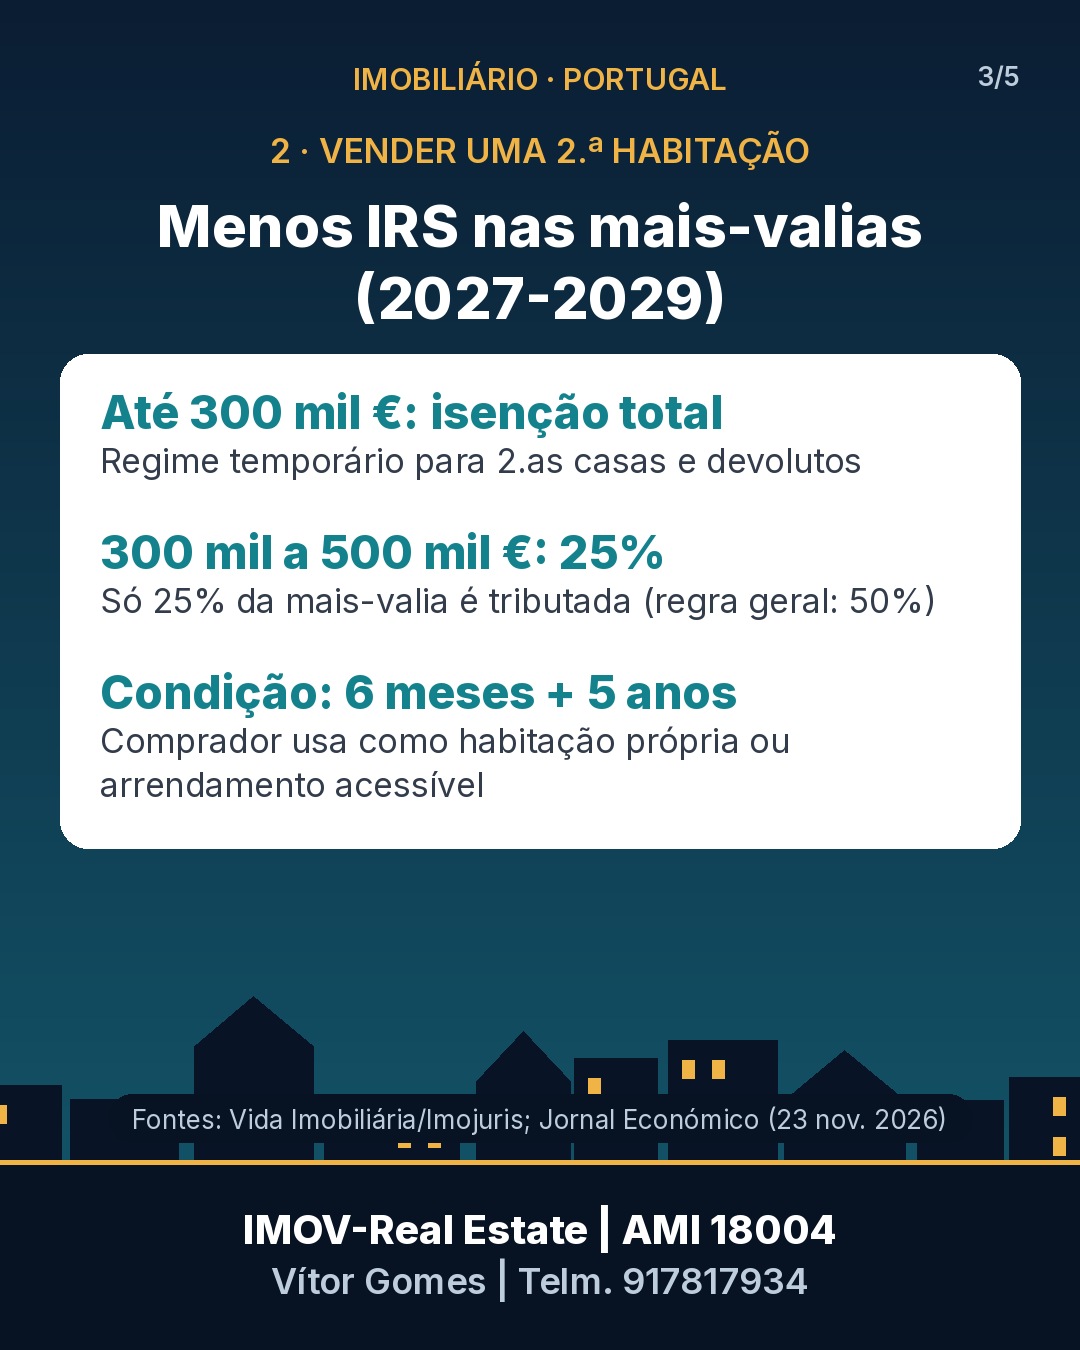 IMOBILIÁRIO · PORTUGAL
3/5
2 · VENDER UMA 2.ª HABITAÇÃO
Menos IRS nas mais-valias
(2027-2029)
Até 300 mil €: isenção total
Regime temporário para 2.as casas e devolutos
300 mil a 500 mil €: 25%
Só 25% da mais-valia é tributada (regra geral: 50%)
Condição: 6 meses + 5 anos
Comprador usa como habitação própria ou
arrendamento acessível
Fontes: Vida Imobiliária/Imojuris; Jornal Económico (23 nov. 2026)
IMOV-Real Estate | AMI 18004
Vítor Gomes | Telm. 917817934